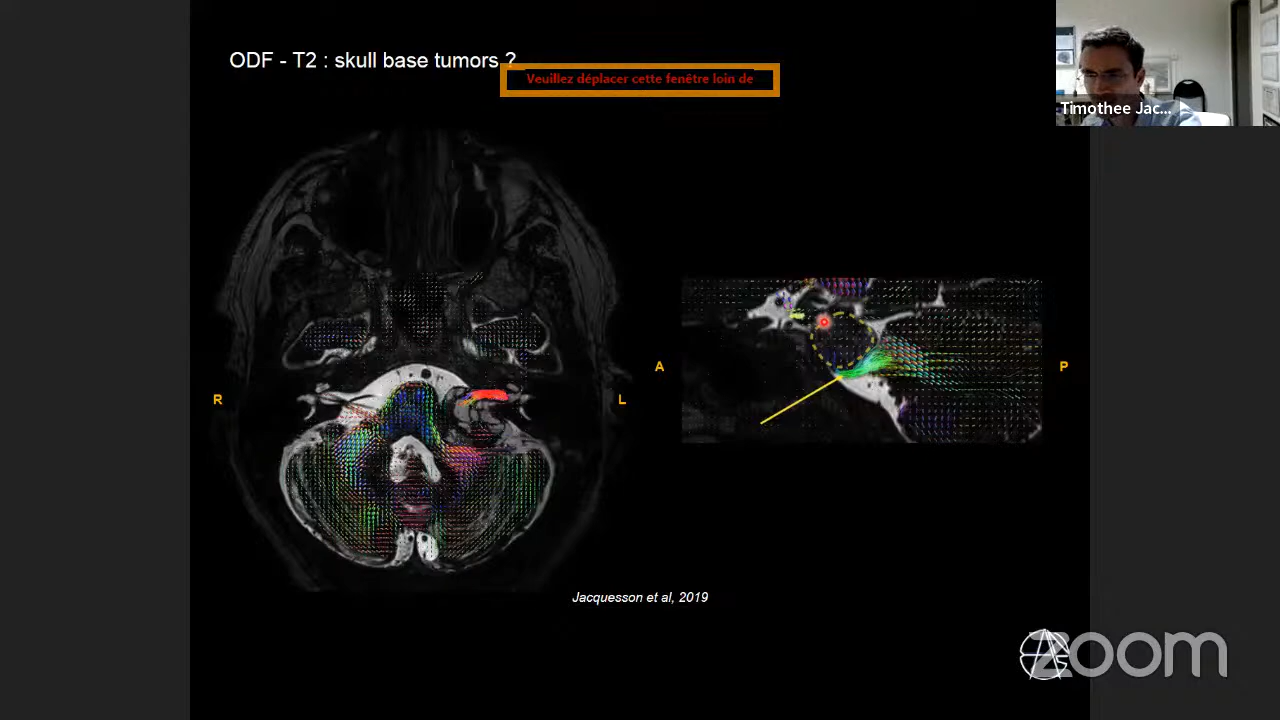 ODF - T2 : skull base tumors ?
Veuillez déplacer cette fenêtre loin de
Timothee Jac...
A
P
R
L
Jacquesson et al, 2019
zoom